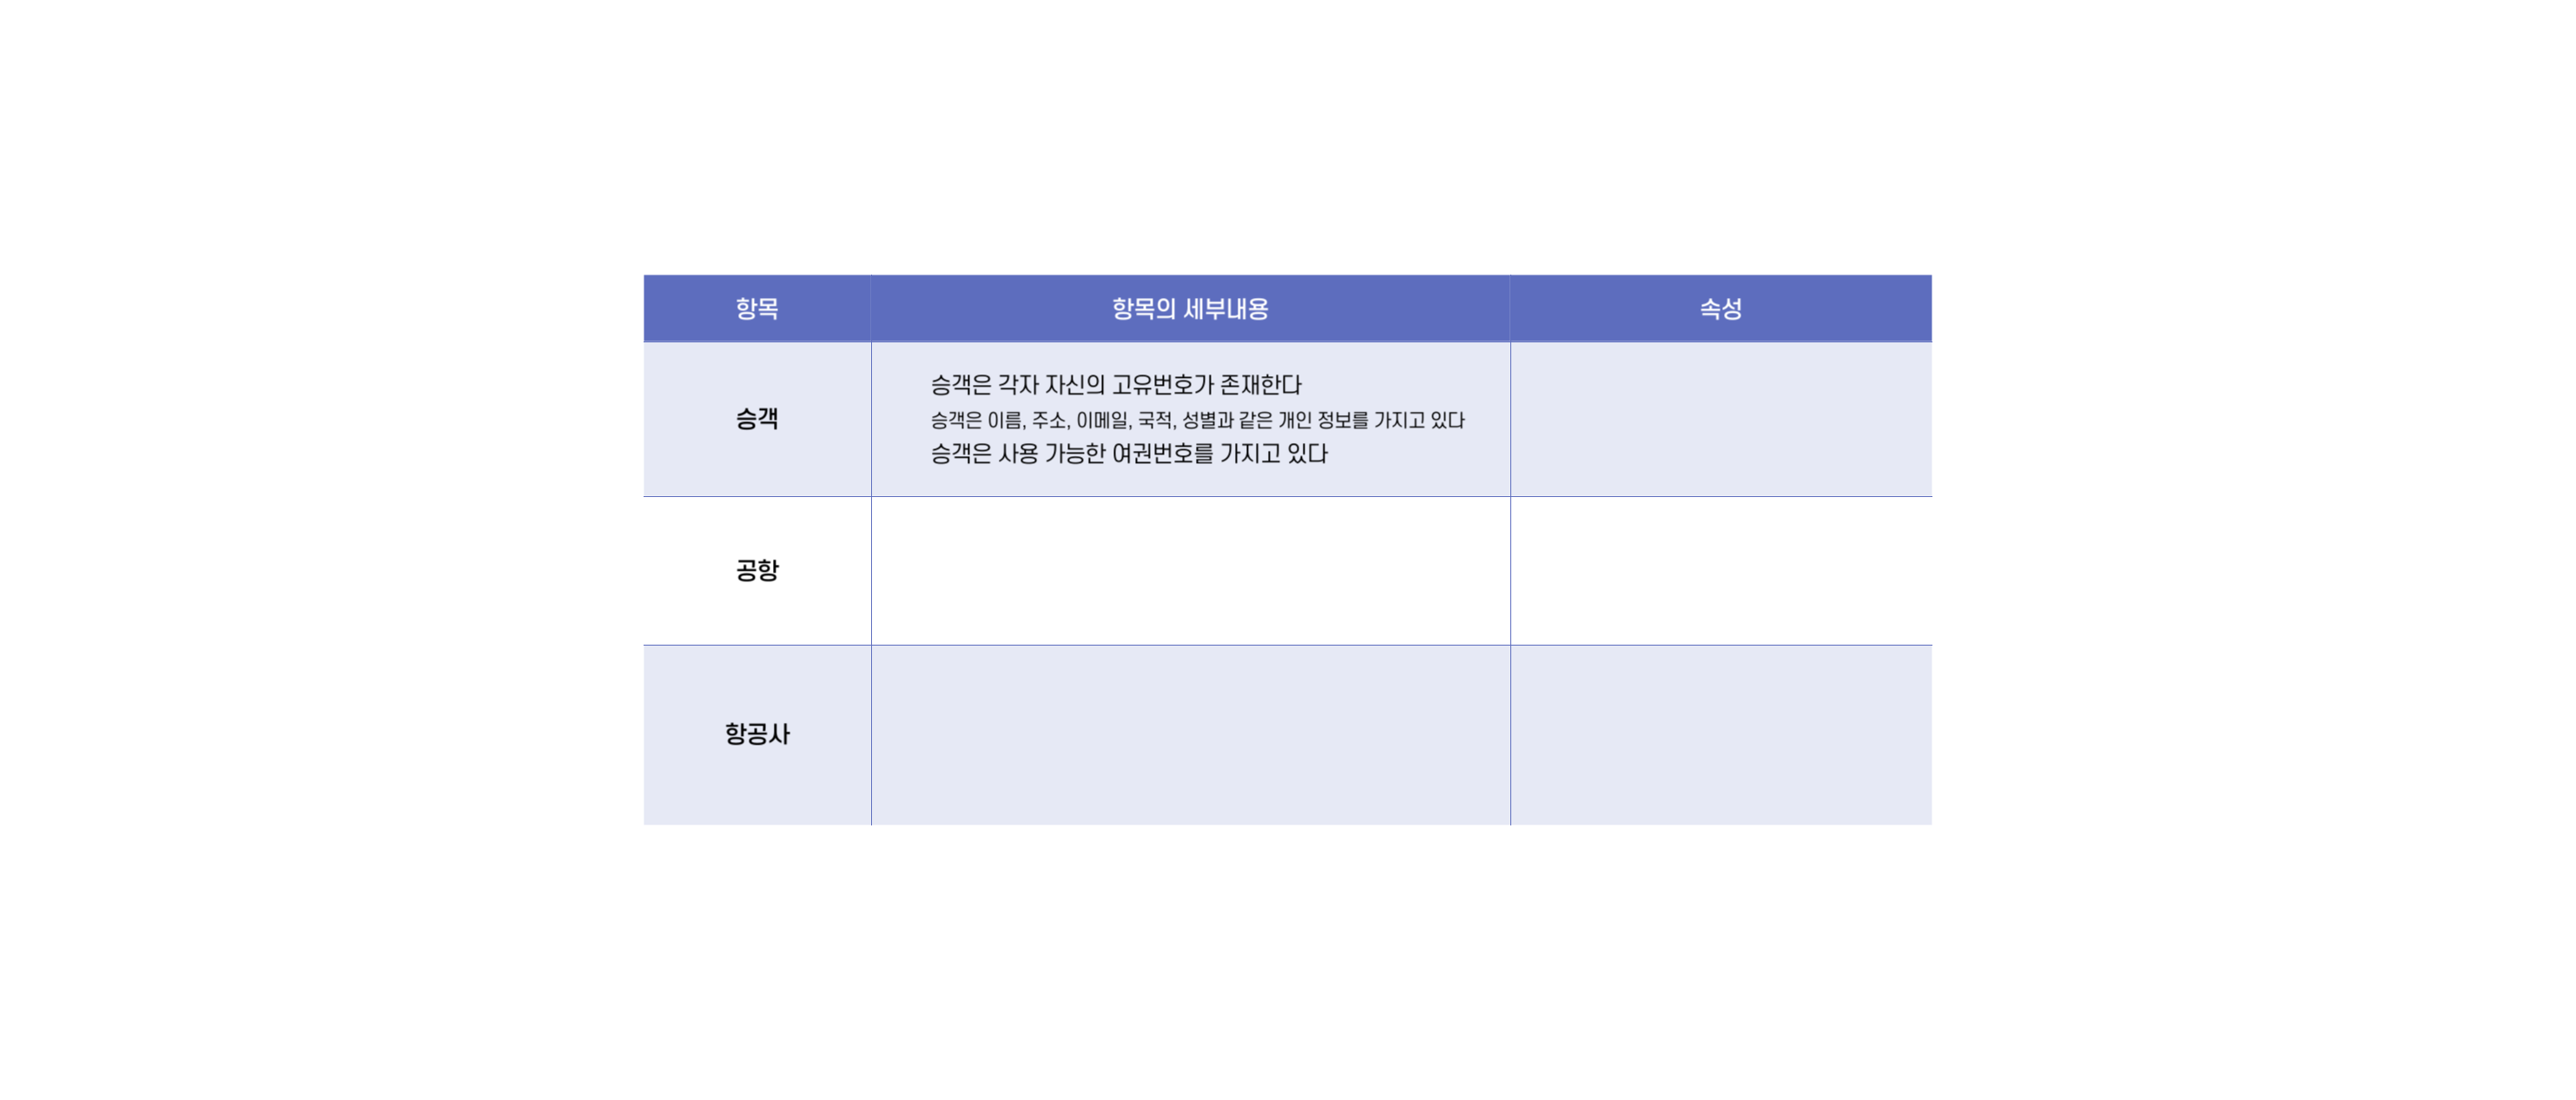 항목 항목의 세부내용 속성
승객은 각자 자신의 고유번호가 존재한다
승객 승객은 이름, 주소, 이메일, 국적, 성별과 같은 개인 정보를 가지고 있다
승객은 사용 가능한 여권번호를 가지고 있다
공항
항공사